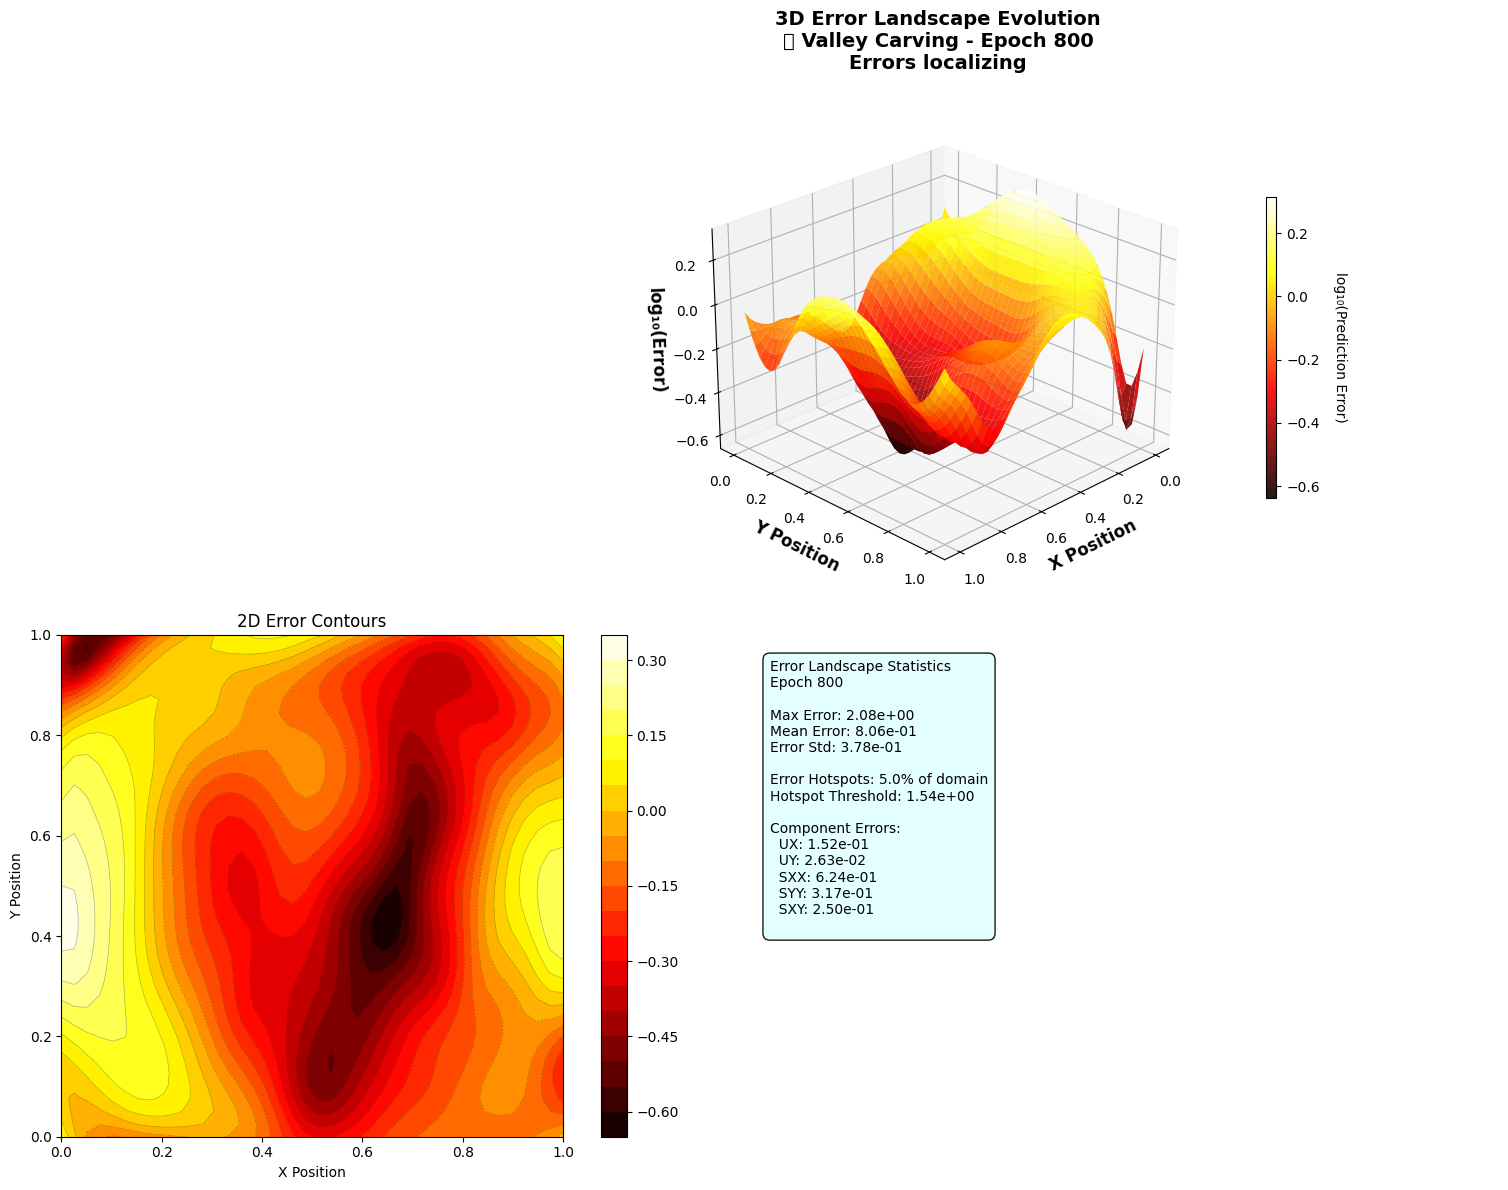 3D Error Landscape Evolution
▯ Valley Carving - Epoch 800
Errors localizing
log₁₀(Error)
0.2
0.0
−0.2
−0.4
−0.6
0.0
0.2
0.4
0.6
0.8
1.0
Y Position
1.0
0.8
0.6
0.4
0.2
0.0
X Position
0.2
0.0
−0.2
−0.4
−0.6
log₁₀(Prediction Error)
2D Error Contours
1.0
0.8
0.6
0.4
0.2
0.0
Y Position
0.0
0.2
0.4
0.6
0.8
1.0
X Position
0.30
0.15
0.00
−0.15
−0.30
−0.45
−0.60
Error Landscape Statistics
Epoch 800
Max Error: 2.08e+00
Mean Error: 8.06e-01
Error Std: 3.78e-01
Error Hotspots: 5.0% of domain
Hotspot Threshold: 1.54e+00
Component Errors:
UX: 1.52e-01
UY: 2.63e-02
SXX: 6.24e-01
SYY: 3.17e-01
SXY: 2.50e-01